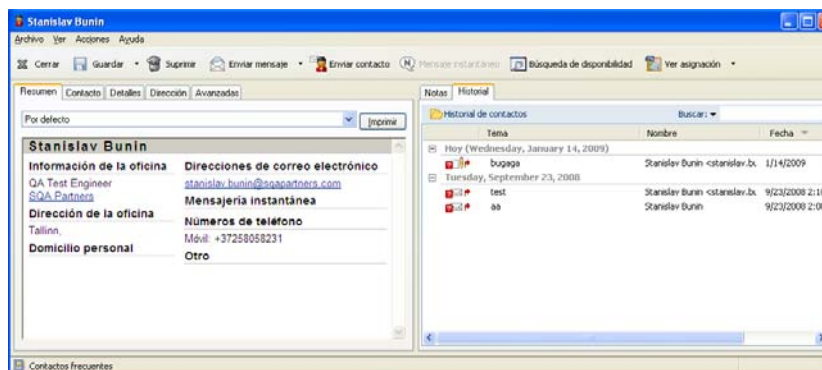 Stanislav Bunin
Archivo Ver Acciones Ayuda
Cerrar Guardar Suprimir Enviar mensaje Enviar contacto Mensaje instantáneo Búsqueda de disponibilidad Ver asignación
Resumen Contacto Detalles Dirección Avanzadas
Notas Historial
Por defecto Imprimir
Historial de contactos Buscar:
Tema Nombre Fecha
Stanislav Bunin
Información de la oficina
QA Test Engineer
SQA Partners
Dirección de la oficina
Tallinn,
Domicilio personal
Direcciones de correo electrónico
stanislav.bunin@sqapartners.com
Mensajería instantánea
Números de teléfono
Móvil: +37258058231
Otro
Hoy (Wednesday, January 14, 2009)
bugaga Stanislav Bunin <stanislav.bu 1/14/2009
Tuesday, September 23, 2008
test Stanislav Bunin <stanislav.bu 9/23/2008 2:1
aa Stanislav Bunin 9/23/2008 2:0
Contactos frecuentes